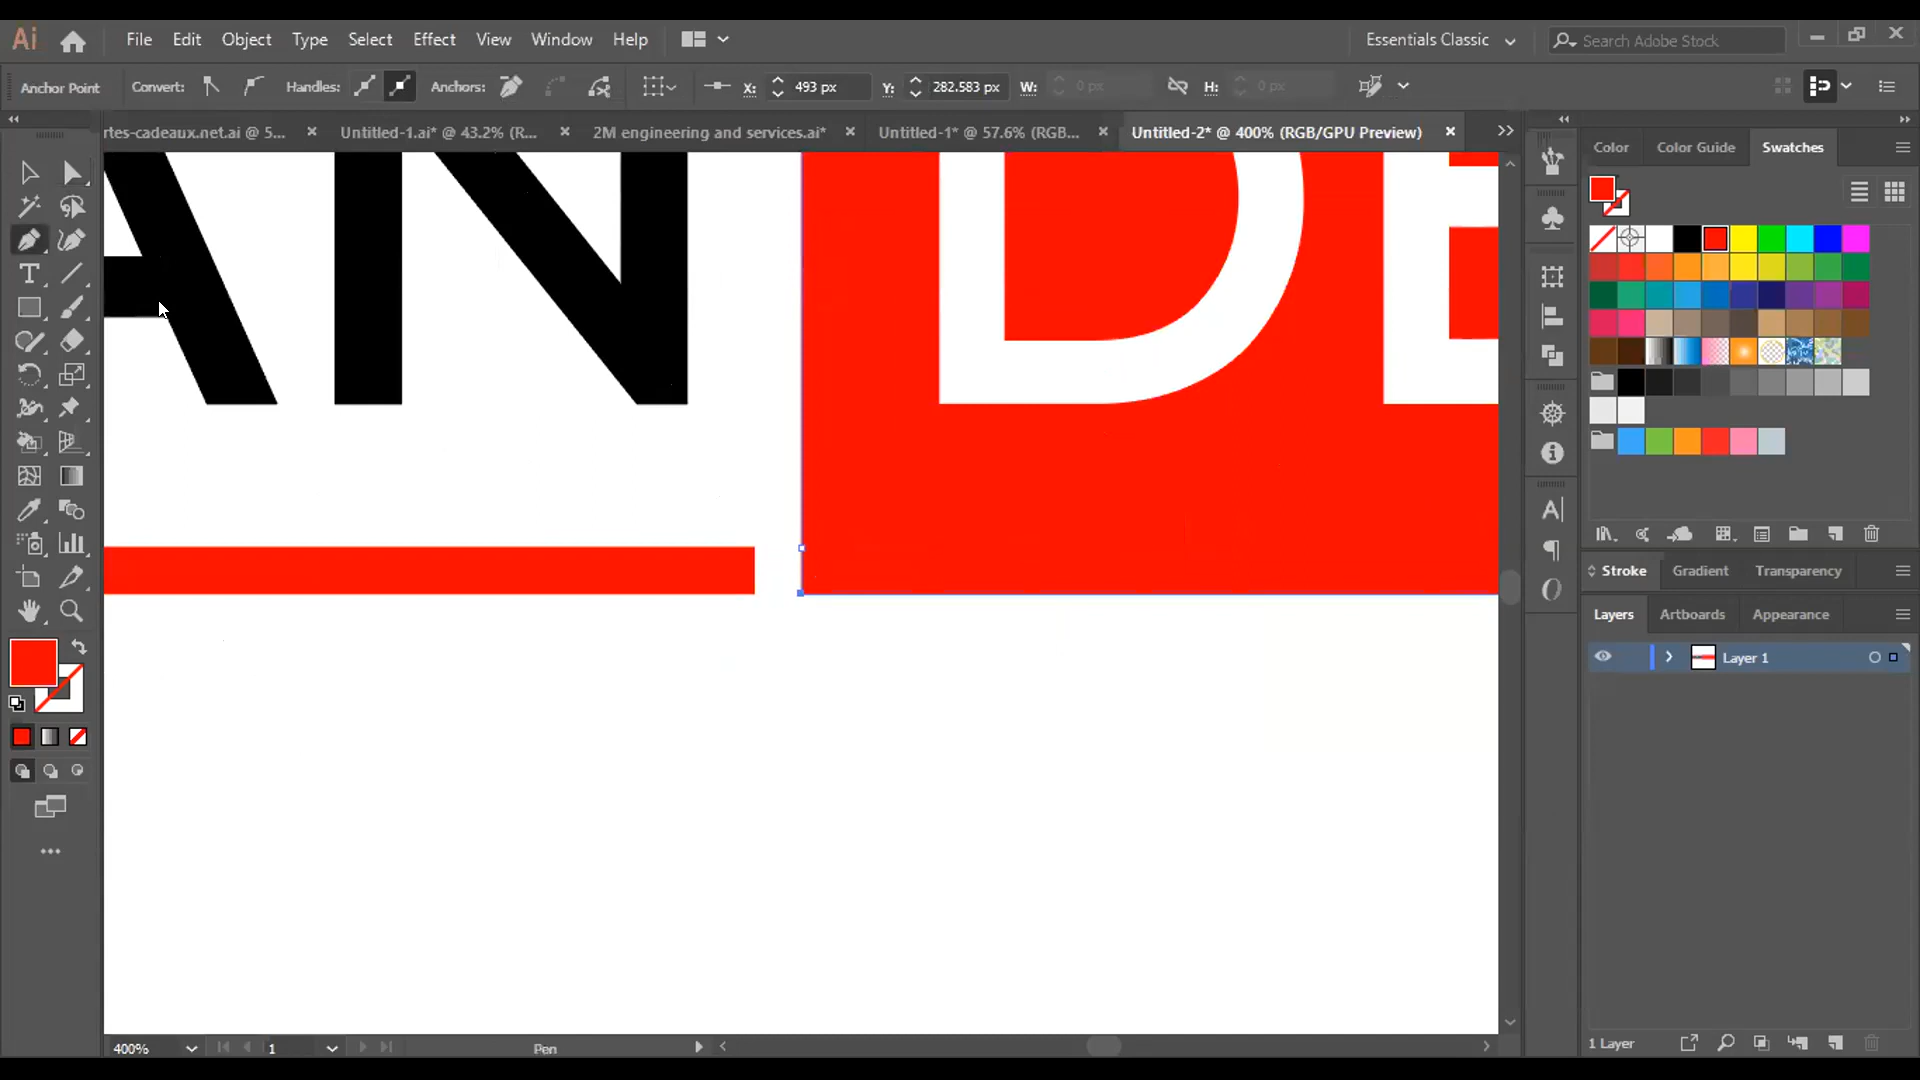 Ai File Edit Object Type Select Effect View Window Help Essentials Classic Search Adobe Stock
Anchor Point Convert: Handles: Anchors: X: 493 px Y: 282.583 px W: 0 px H: 0 px
rtes-cadeaux.net.ai @ 5... Untitled-1.ai* @ 43.2% (R... 2M engineering and services.ai* Untitled-1* @ 57.6% (RGB... Untitled-2* @ 400% (RGB/GPU Preview)
Color Color Guide Swatches
AN DE
Stroke Gradient Transparency
Layers Artboards Appearance
Layer 1
400% 1 Pen
1 Layer